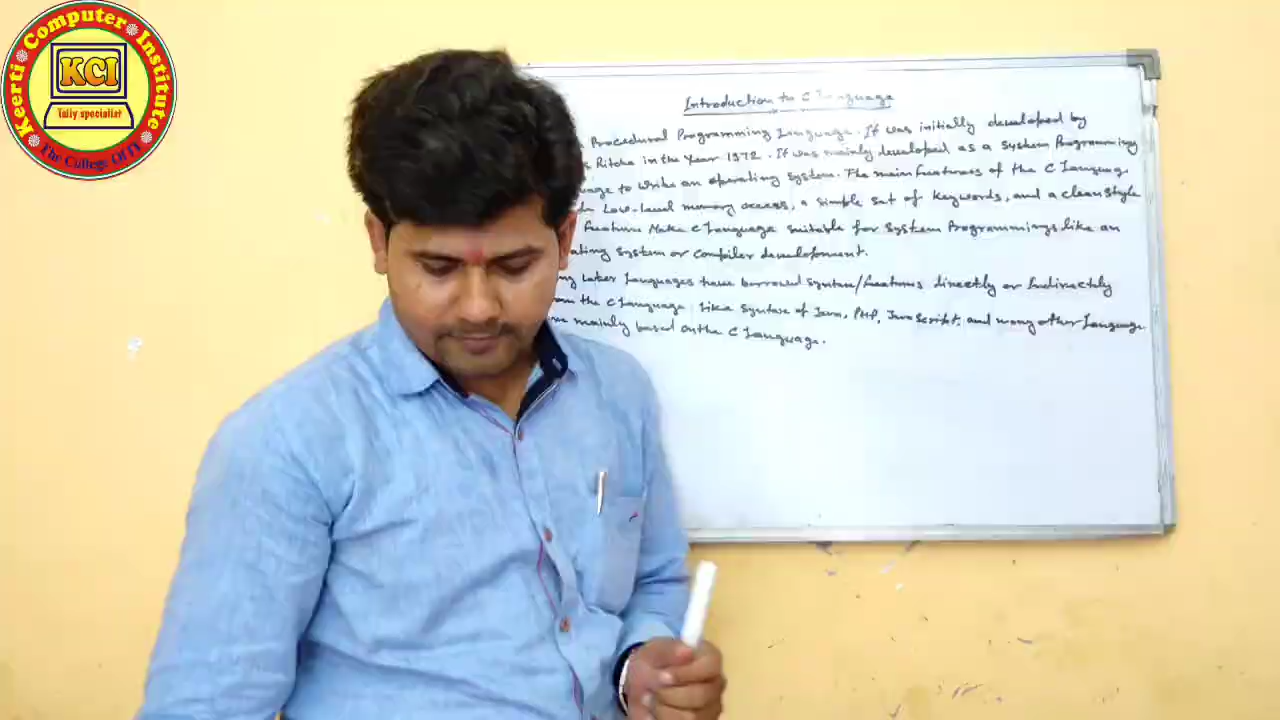 Keerti Computer Institute
KCI
Tally specialist
The College Of IT
Introduction to C Language
Procedural Programming Language. It was initially developed by
Ritche in the Year 1972. It was mainly developed as a System Programming
to write an operating System. The main features of the C Language
Low-level memory access, a simple set of keywords, and a clean style
feature Make C Language suitable for System Programmings like an
ating System or Compiler development.
Later Languages have borrowed syntax/features directly or Indirectly
the C Language. Like Syntax of Java, PHP, JavaScript, and many other Language
mainly based on the C Language.